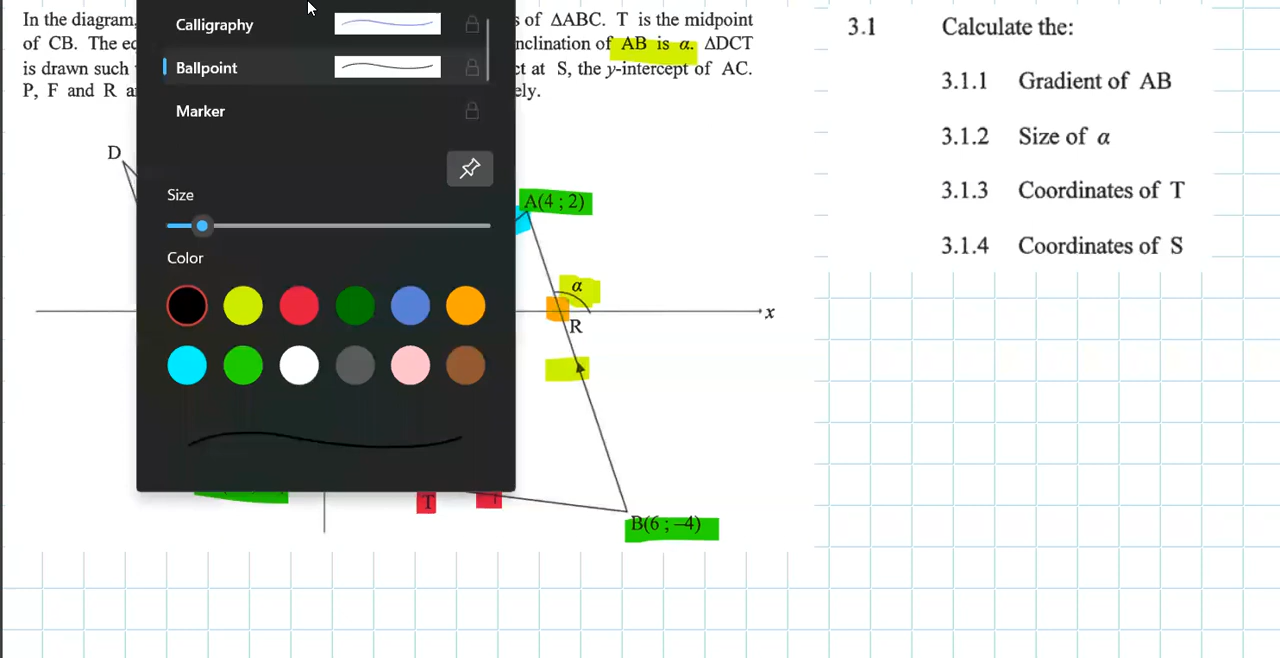 In the diagram, s of ΔABC. T is the midpoint
of CB. The nclination of AB is α. ΔDCT
is drawn such at S, the y-intercept of AC.
P, F and R
Calligraphy
Ballpoint
Marker
Size
Color
D
A(4 ; 2)
α
R
x
T
B(6 ; –4)
3.1 Calculate the:
3.1.1 Gradient of AB
3.1.2 Size of α
3.1.3 Coordinates of T
3.1.4 Coordinates of S